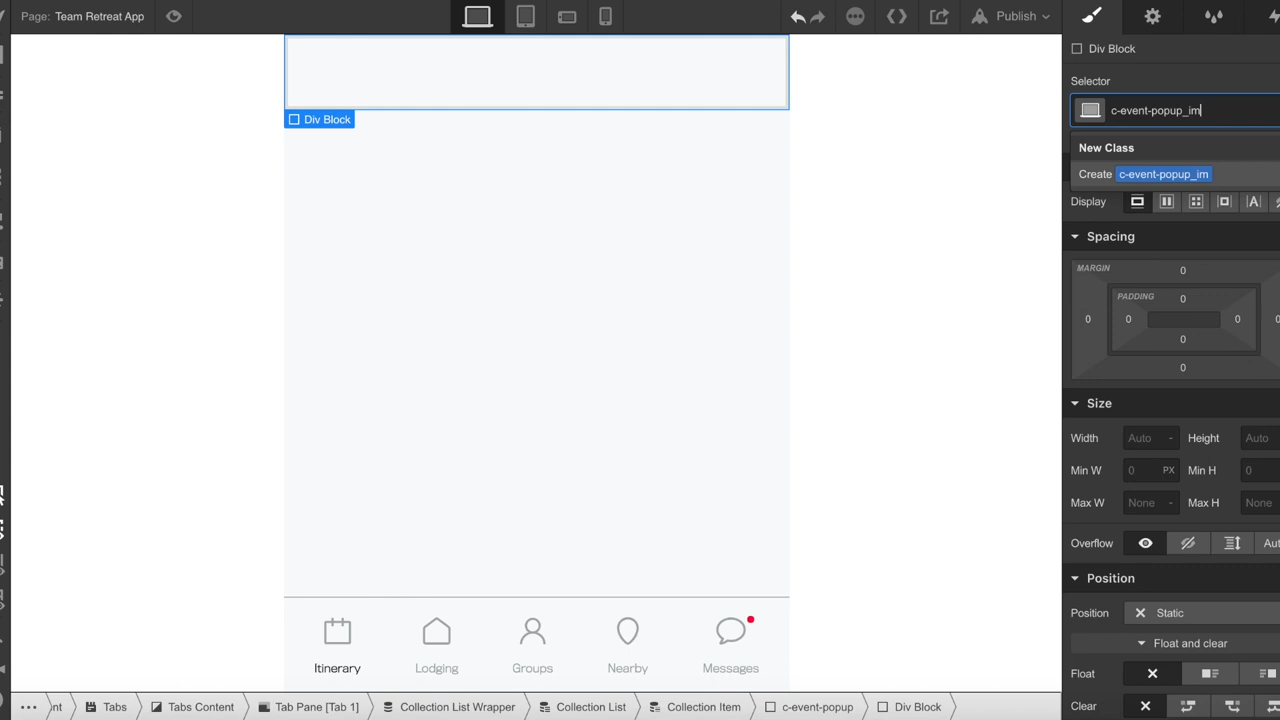 Page: Team Retreat App
Publish
Div Block
Div Block
Selector
c-event-popup_im
New Class
Create c-event-popup_im
Display
A
Spacing
MARGIN
0
PADDING
0
0
0
0
0
0
0
Size
Width Auto - Height Auto
Min W 0 PX Min H 0
Max W None - Max H None
Overflow
Position
Position Static
Float and clear
Float
Clear
Itinerary Lodging Groups Nearby Messages
Tabs Tabs Content Tab Pane [Tab 1] Collection List Wrapper Collection List Collection Item c-event-popup Div Block